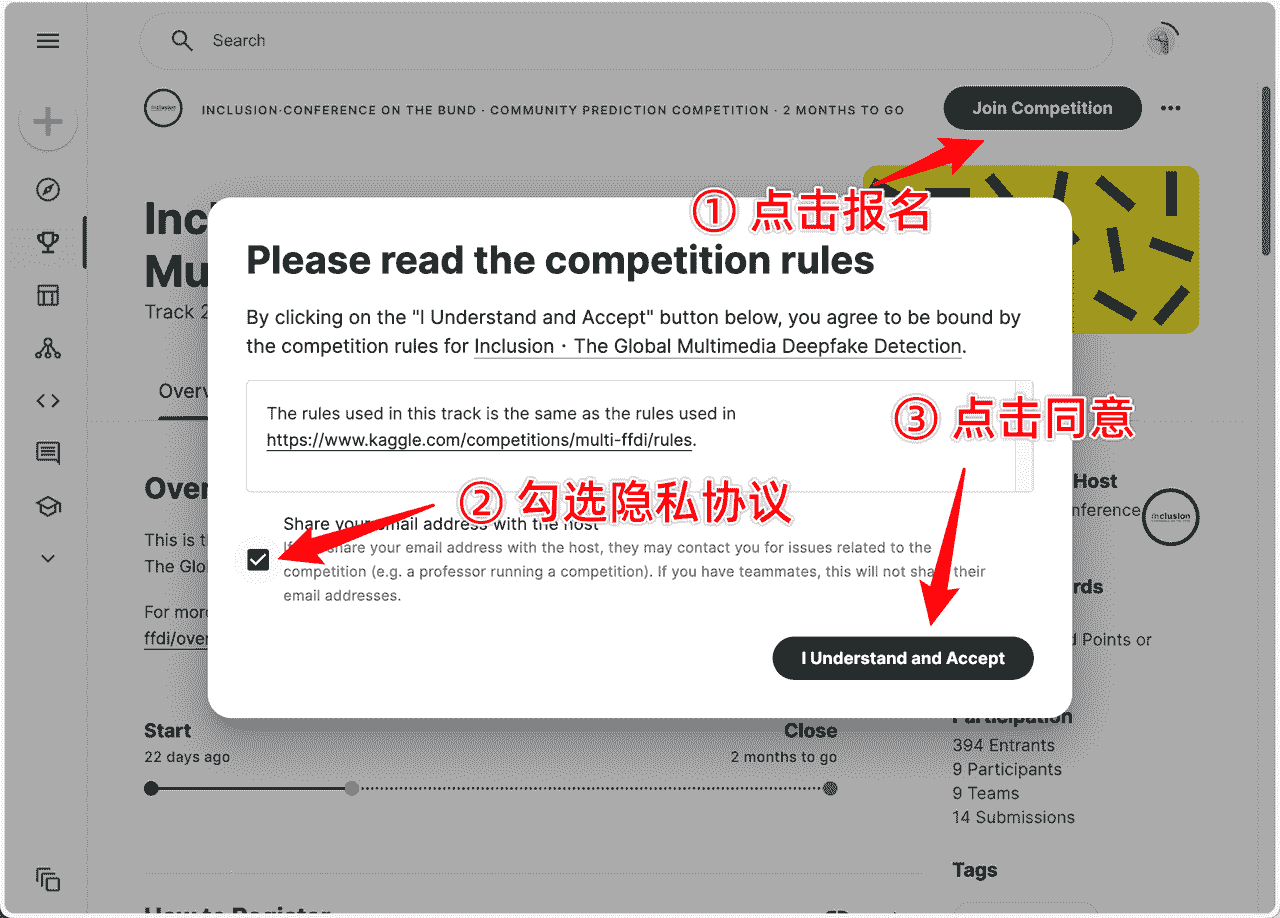 Search
inclusion
INCLUSION·CONFERENCE ON THE BUND · COMMUNITY PREDICTION COMPETITION · 2 MONTHS TO GO
Join Competition
① 点击报名
Inc
Mu
Track 2
Please read the competition rules
By clicking on the "I Understand and Accept" button below, you agree to be bound by
the competition rules for Inclusion · The Global Multimedia Deepfake Detection.
Overv
The rules used in this track is the same as the rules used in
https://www.kaggle.com/competitions/multi-ffdi/rules.
③ 点击同意
② 勾选隐私协议
Over
Host
nference
inclusion
Share your email address with the host
If share your email address with the host, they may contact you for issues related to the
competition (e.g. a professor running a competition). If you have teammates, this will not sha their
email addresses.
This is t
The Glo
For more
ffdi/over
rds
d Points or
I Understand and Accept
Start
22 days ago
Close
2 months to go
Participation
394 Entrants
9 Participants
9 Teams
14 Submissions
Tags
How to Register